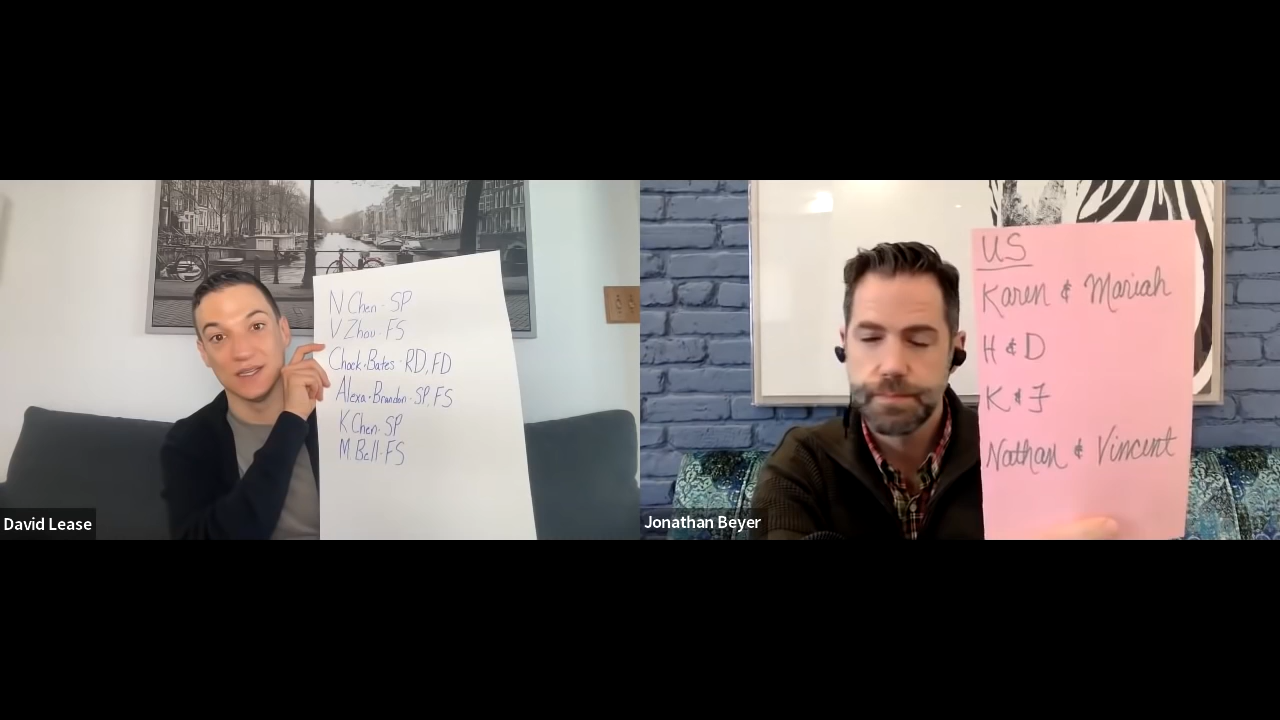 N Chen - SP
V Zhou - FS
Chock - Bates - RD, FD
Alexa - Brandon - SP, FS
K Chen - SP
M. Bell - FS
David Lease
US
Karen & Mariah
H & D
K & J
Nathan & Vincent
Jonathan Beyer